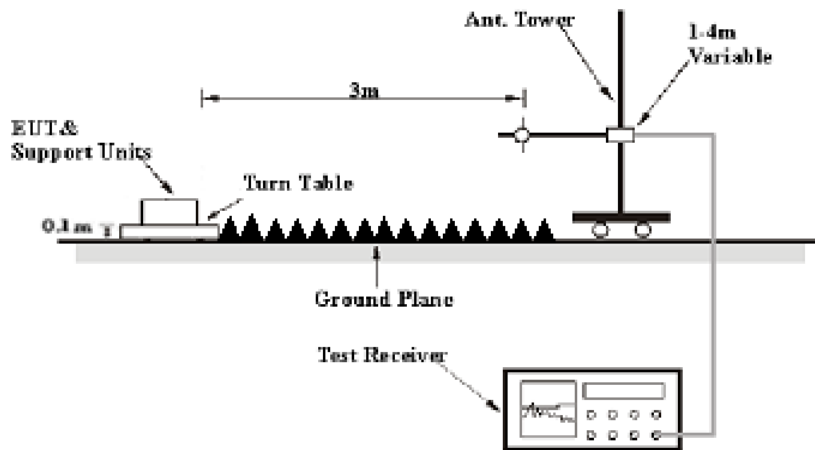 Ant. Tower
1-4m
Variable
3m
EUT&
Support Units
Turn Table
0.1m
Ground Plane
Test Receiver